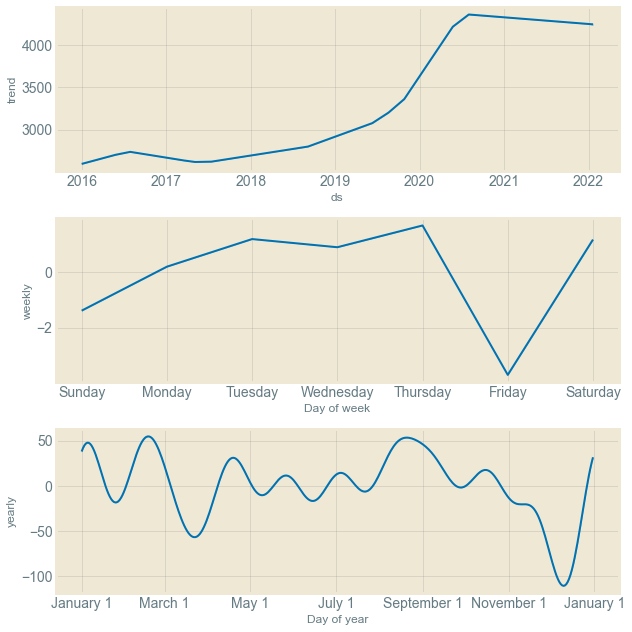 4000
3500
3000
trend
2016 2017 2018 2019 2020 2021 2022
ds
0
−2
weekly
Sunday Monday Tuesday Wednesday Thursday Friday Saturday
Day of week
50
0
−50
−100
yearly
January 1 March 1 May 1 July 1 September 1 November 1 January 1
Day of year